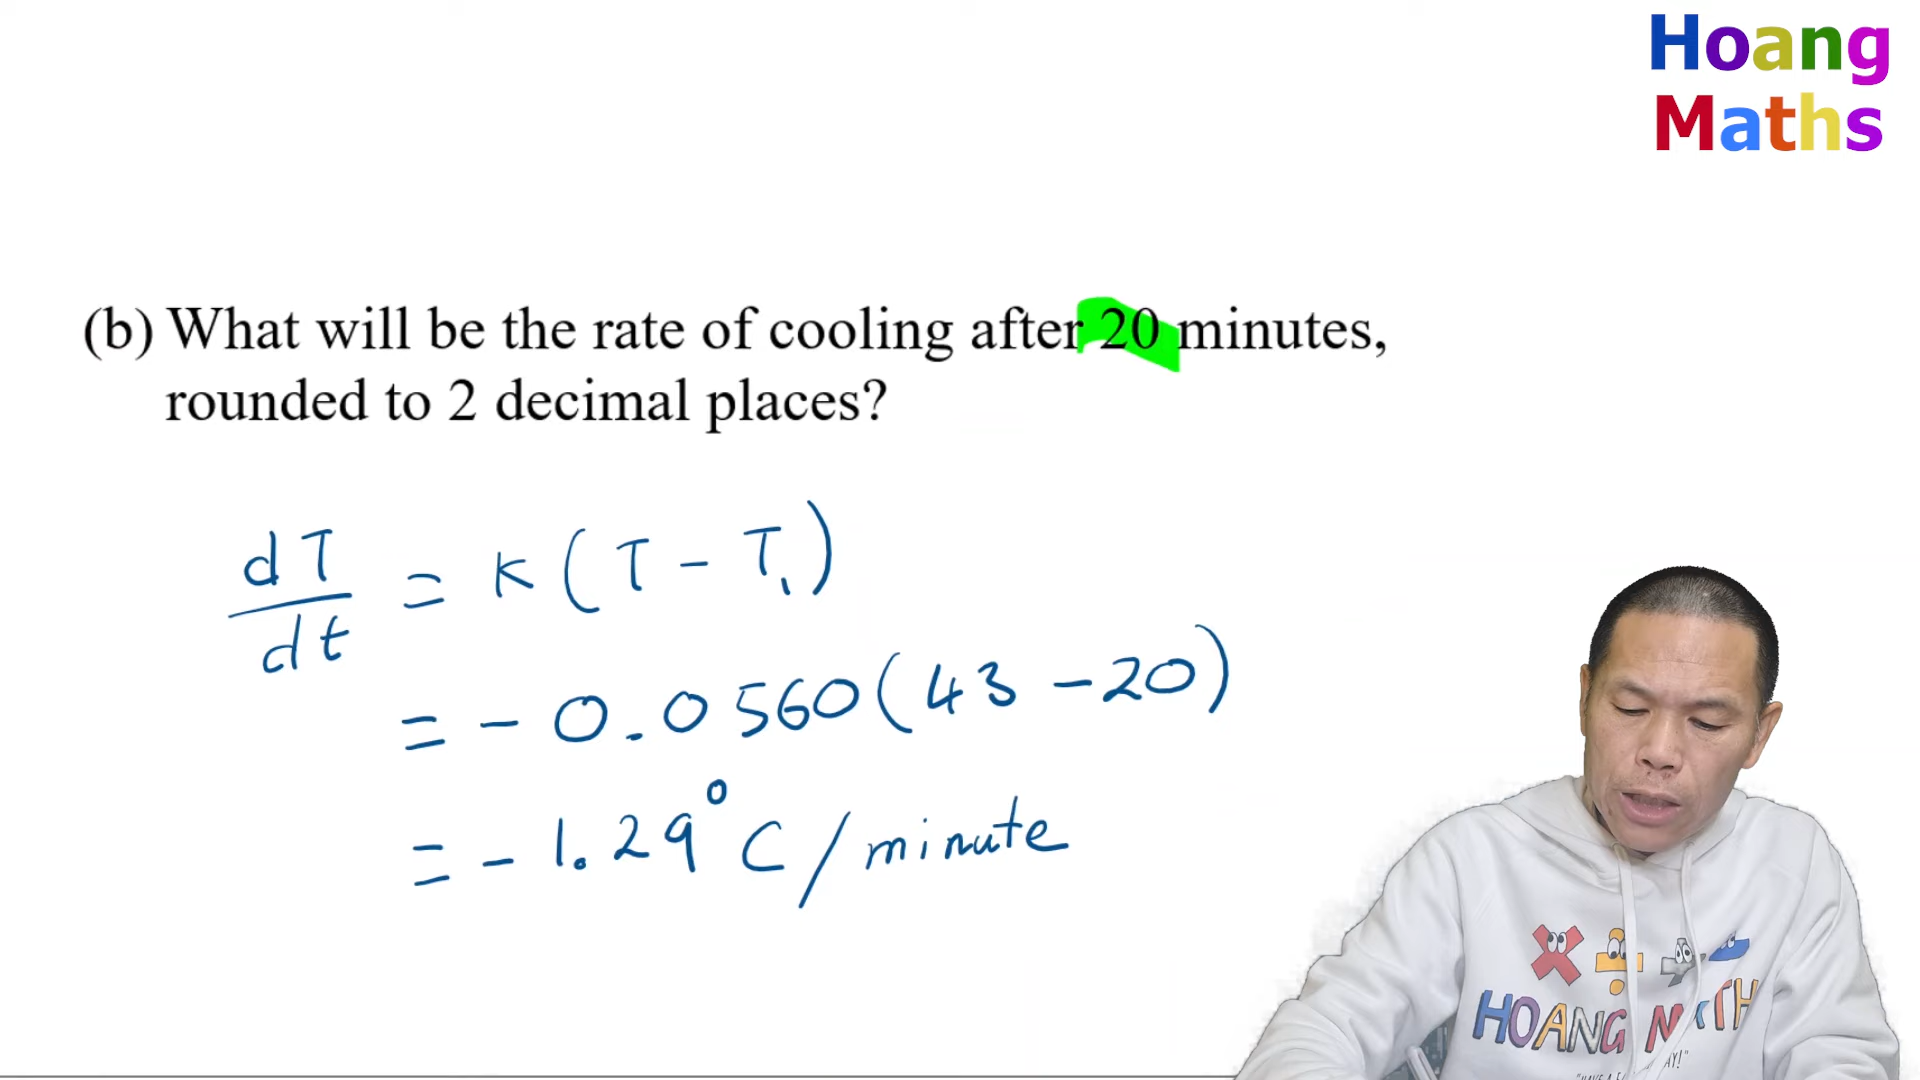 Hoang
Maths
(b) What will be the rate of cooling after 20 minutes,
rounded to 2 decimal places?
dT/dt = K(T - T₁)
= - 0.0560(43 - 20)
= - 1.29°C/minute
HOANG MATH